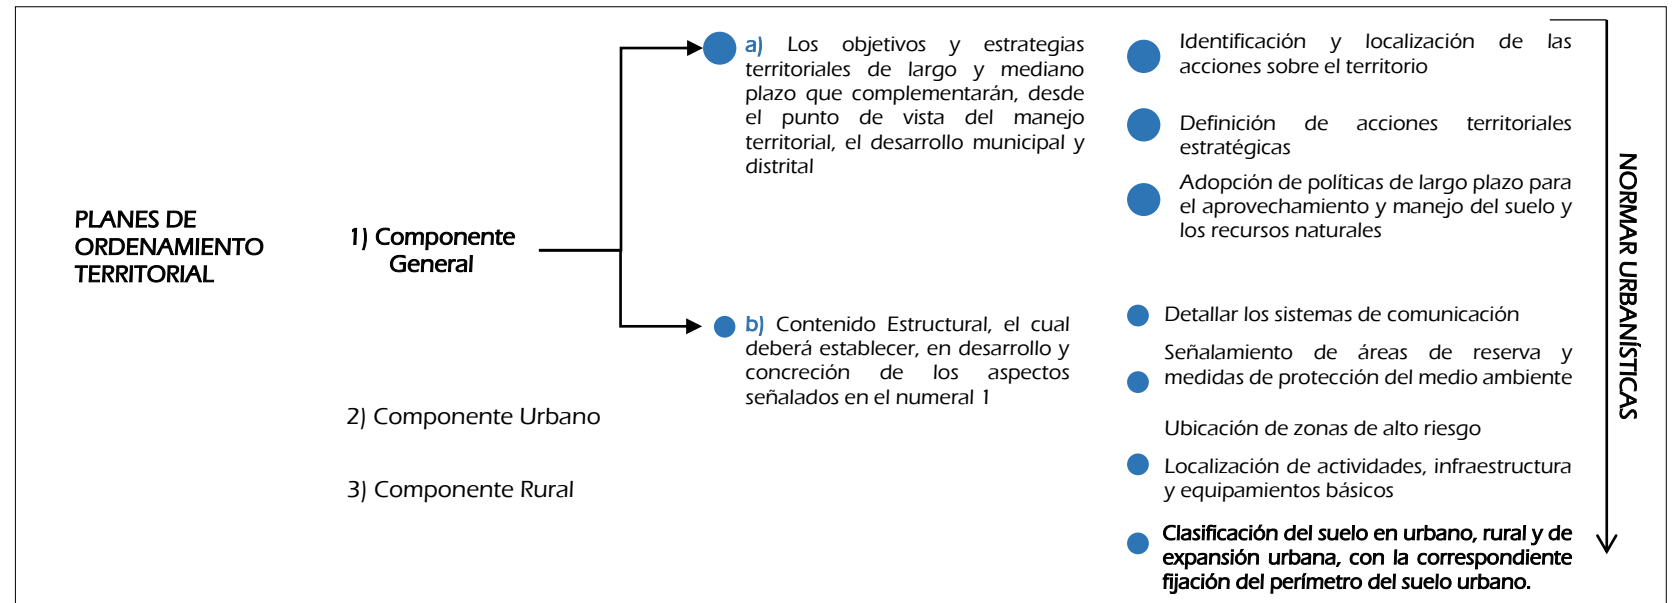 PLANES DE
ORDENAMIENTO
TERRITORIAL
1) Componente
General
2) Componente Urbano
3) Componente Rural
a) Los objetivos y estrategias
territoriales de largo y mediano
plazo que complementarán, desde
el punto de vista del manejo
territorial, el desarrollo municipal y
distrital
b) Contenido Estructural, el cual
deberá establecer, en desarrollo y
concreción de los aspectos
señalados en el numeral 1
Identificación y localización de las
acciones sobre el territorio
Definición de acciones territoriales
estratégicas
Adopción de políticas de largo plazo para
el aprovechamiento y manejo del suelo y
los recursos naturales
Detallar los sistemas de comunicación
Señalamiento de áreas de reserva y
medidas de protección del medio ambiente
Ubicación de zonas de alto riesgo
Localización de actividades, infraestructura
y equipamientos básicos
Clasificación del suelo en urbano, rural y de
expansión urbana, con la correspondiente
fijación del perímetro del suelo urbano.
NORMAR URBANÍSTICAS